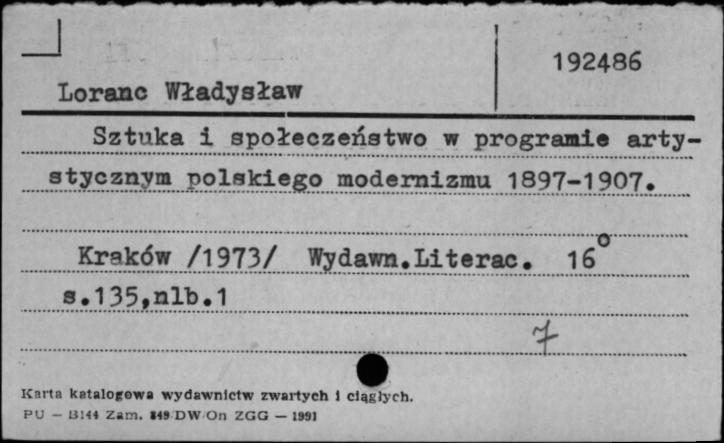 192486
Loranc Władysław
Sztuka i społeczeństwo w programie arty-
stycznym polskiego modernizmu 1897-1907.
Kraków /1973/ Wydawn.Literac. 16°
s.135,nlb.1
7
Karta katalogowa wydawnictw zwartych i ciągłych.
PU — B144 Zam. 849/DW/On ZGG — 1991